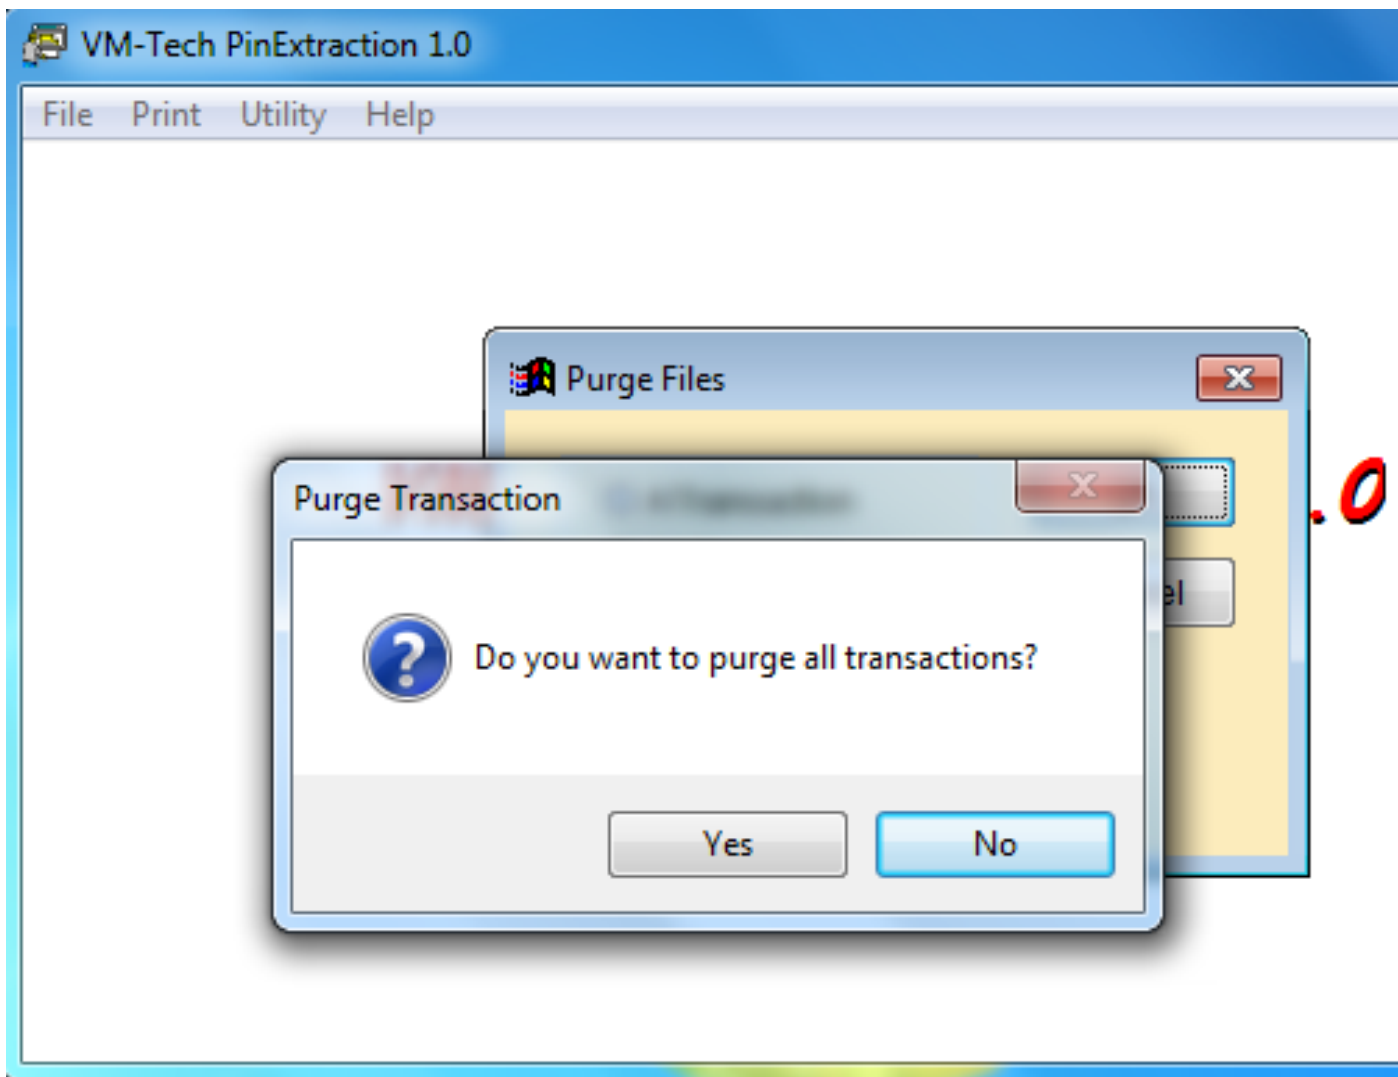 VM-Tech PinExtraction 1.0
File Print Utility Help
Purge Files
Purge Transaction
.0
el
Do you want to purge all transactions?
Yes No